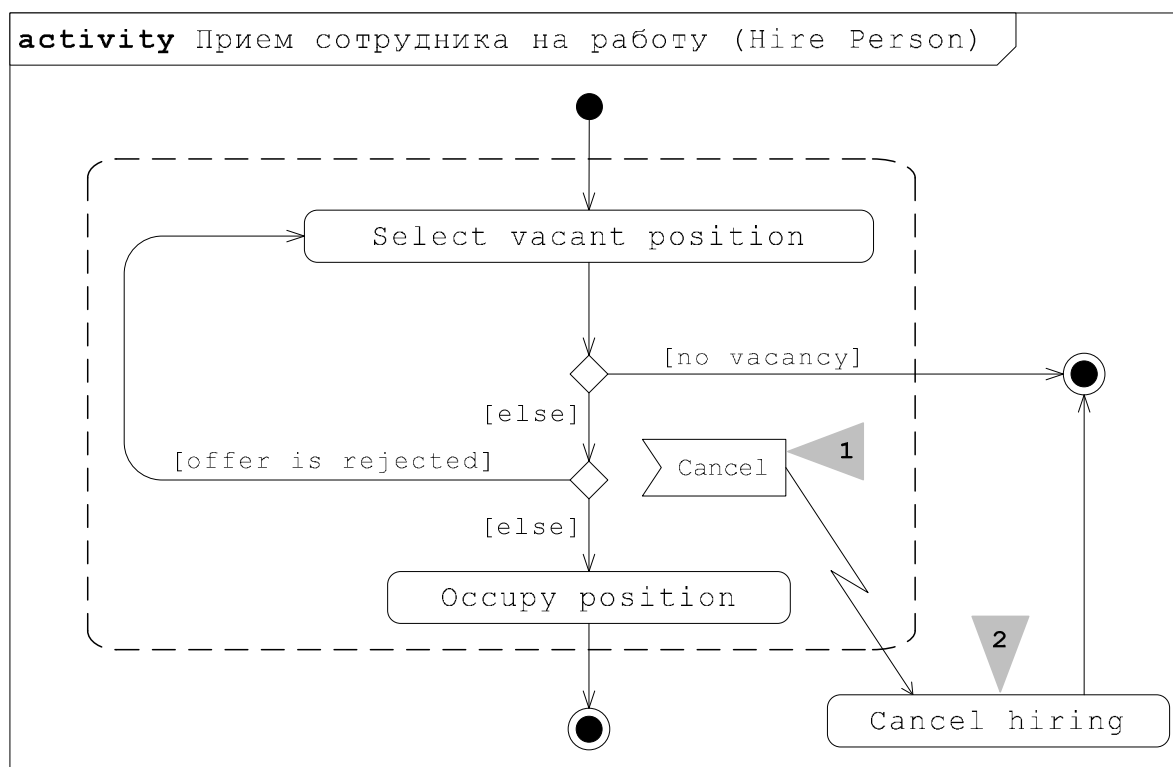 activity Прием сотрудника на работу (Hire Person)
Select vacant position
[no vacancy]
[else]
[offer is rejected]
Cancel
1
[else]
Occupy position
2
Cancel hiring